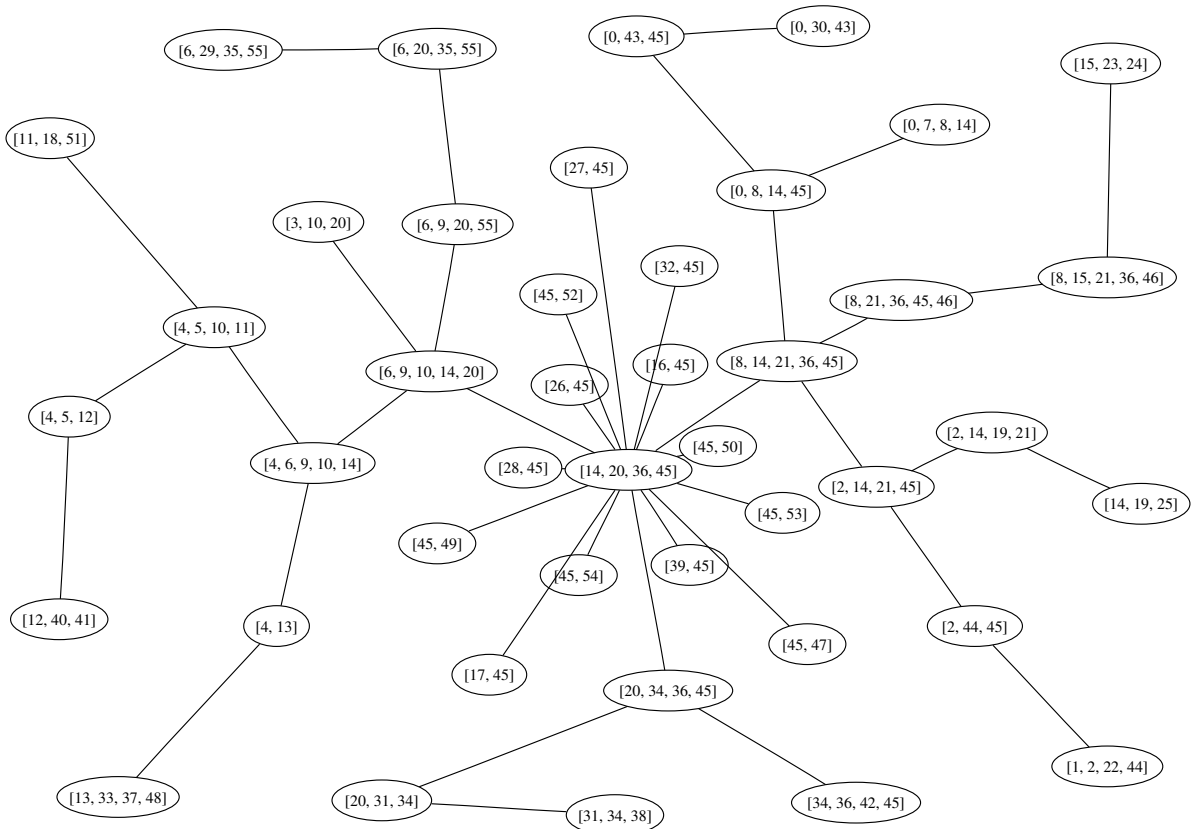 [0, 30, 43]
[0, 43, 45]
[6, 29, 35, 55]
[6, 20, 35, 55]
[15, 23, 24]
[0, 7, 8, 14]
[11, 18, 51]
[27, 45]
[0, 8, 14, 45]
[3, 10, 20]
[6, 9, 20, 55]
[32, 45]
[8, 15, 21, 36, 46]
[45, 52]
[8, 21, 36, 45, 46]
[4, 5, 10, 11]
[8, 14, 21, 36, 45]
[16, 45]
[6, 9, 10, 14, 20]
[26, 45]
[4, 5, 12]
[2, 14, 19, 21]
[45, 50]
[4, 6, 9, 10, 14]
[28, 45]
[14, 20, 36, 45]
[2, 14, 21, 45]
[14, 19, 25]
[45, 53]
[45, 49]
[39, 45]
[45, 54]
[12, 40, 41]
[4, 13]
[2, 44, 45]
[45, 47]
[17, 45]
[20, 34, 36, 45]
[1, 2, 22, 44]
[13, 33, 37, 48]
[20, 31, 34]
[34, 36, 42, 45]
[31, 34, 38]